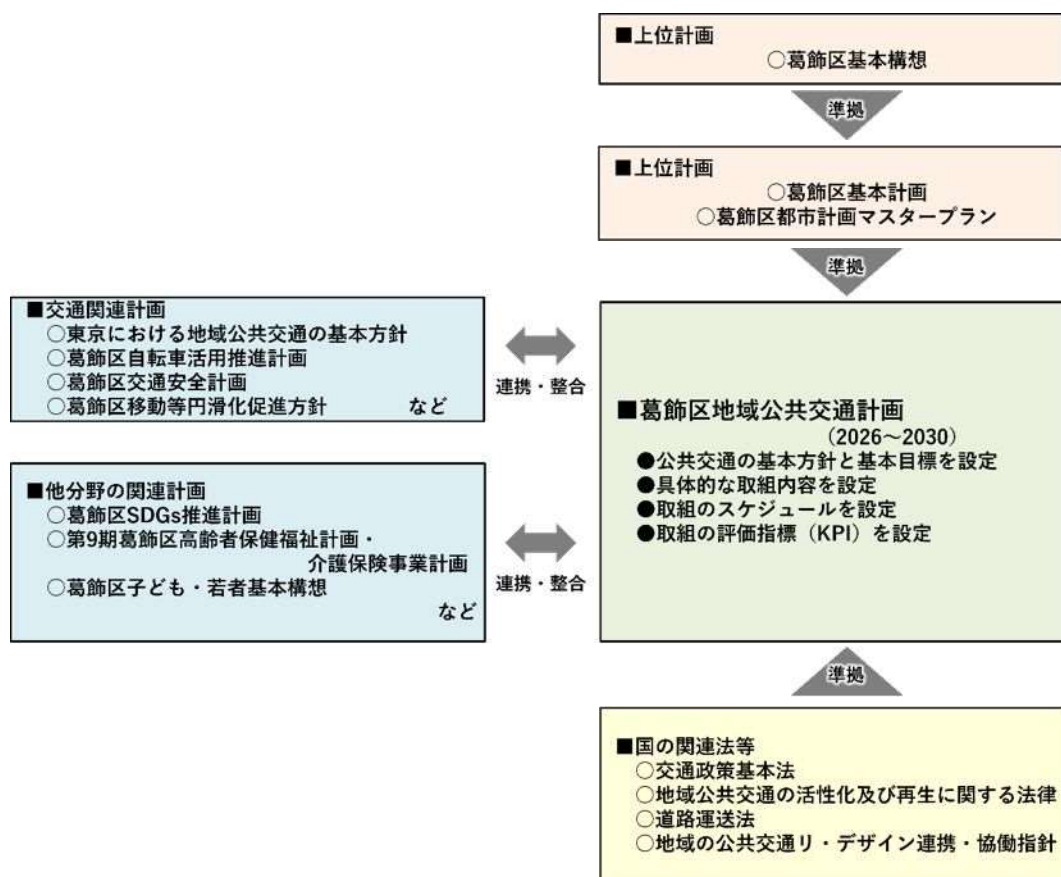 ■上位計画
○葛飾区基本構想
準拠
■上位計画
○葛飾区基本計画
○葛飾区都市計画マスタープラン
準拠
■交通関連計画
○東京における地域公共交通の基本方針
○葛飾区自転車活用推進計画
○葛飾区交通安全計画
○葛飾区移動等円滑化促進方針 など
連携・整合
■他分野の関連計画
○葛飾区SDGs推進計画
○第9期葛飾区高齢者保健福祉計画・
介護保険事業計画
○葛飾区子ども・若者基本構想
など
連携・整合
■葛飾区地域公共交通計画
（2026～2030）
●公共交通の基本方針と基本目標を設定
●具体的な取組内容を設定
●取組のスケジュールを設定
●取組の評価指標（KPI）を設定
準拠
■国の関連法等
○交通政策基本法
○地域公共交通の活性化及び再生に関する法律
○道路運送法
○地域の公共交通リ・デザイン連携・協働指針